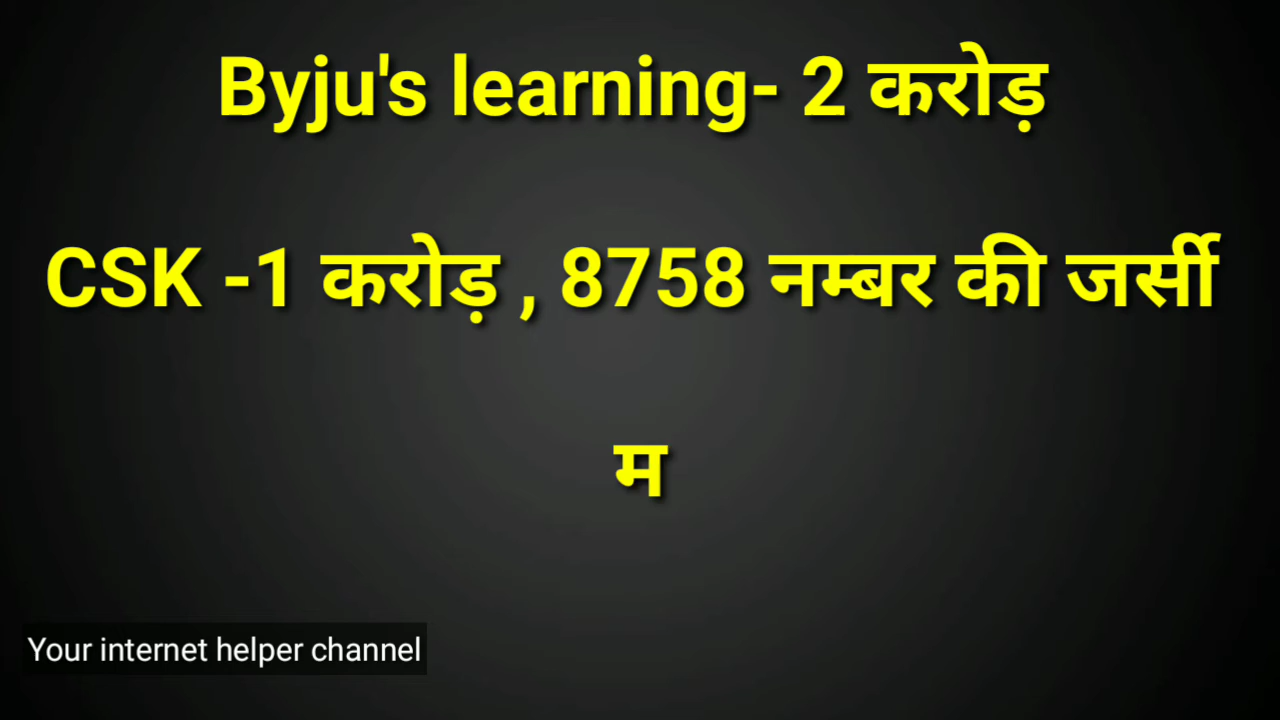 Byju's learning- 2 करोड़
CSK -1 करोड़ , 8758 नम्बर की जर्सी
म
Your internet helper channel